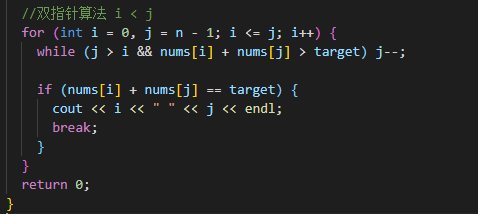 //双指针算法 i < j
for (int i = 0, j = n - 1; i <= j; i++) {
while (j > i && nums[i] + nums[j] > target) j--;
if (nums[i] + nums[j] == target) {
cout << i << " " << j << endl;
break;
}
}
return 0;
}